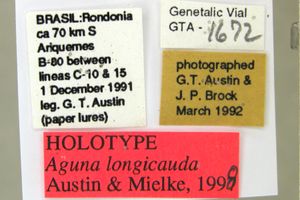 BRASIL:Rondonia
ca 70 km S
Ariquemes
B-80 between
lineas C-10 & 15
1 December 1991
leg. G. T. Austin
(paper lures)
Genetalic Vial
GTA - 1672
photographed
G.T. Austin &
J. P. Brock
March 1992
HOLOTYPE
Aguna longicauda
Austin & Mielke, 1998